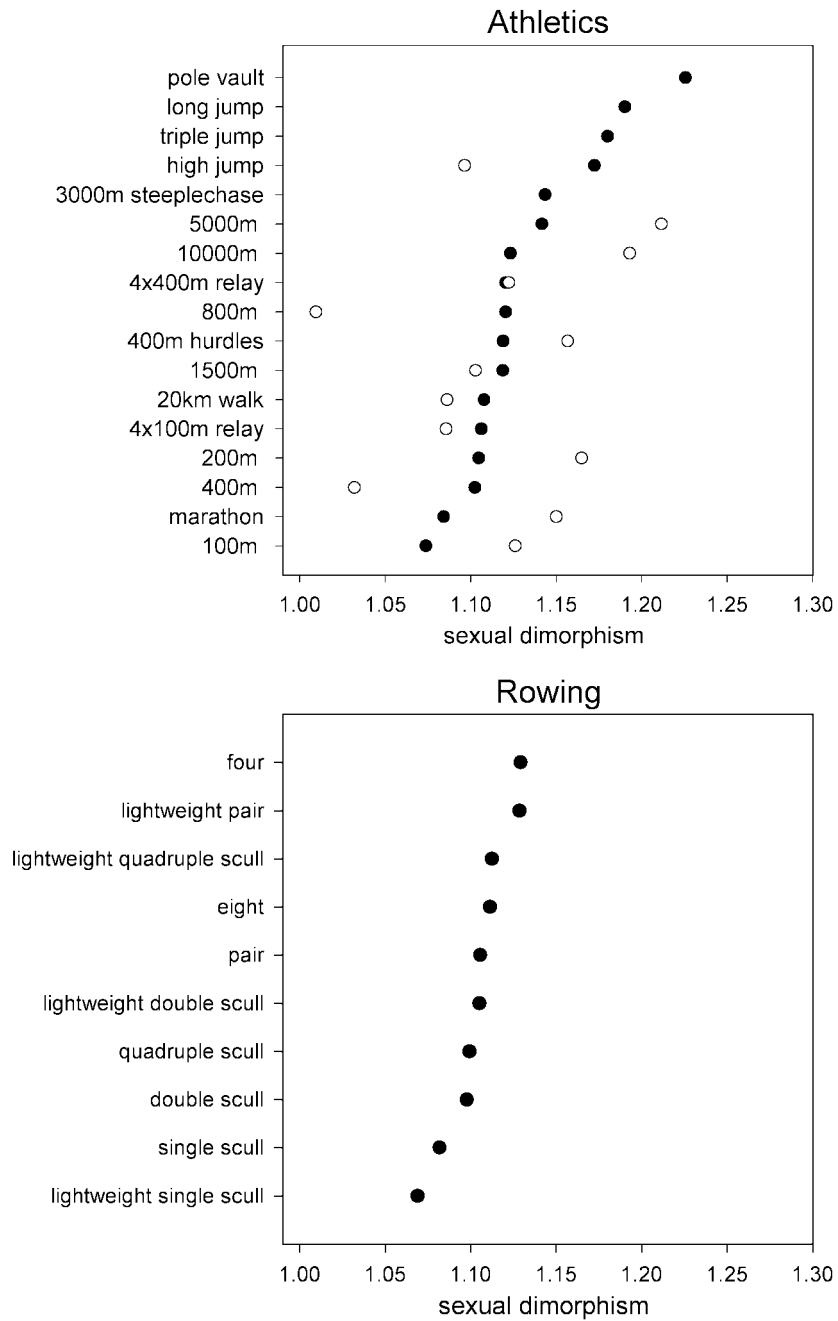 Athletics
pole vault
long jump
triple jump
high jump
3000m steeplechase
5000m
10000m
4x400m relay
800m
400m hurdles
1500m
20km walk
4x100m relay
200m
400m
marathon
100m
1.00 1.05 1.10 1.15 1.20 1.25 1.30
sexual dimorphism
Rowing
four
lightweight pair
lightweight quadruple scull
eight
pair
lightweight double scull
quadruple scull
double scull
single scull
lightweight single scull
1.00 1.05 1.10 1.15 1.20 1.25 1.30
sexual dimorphism